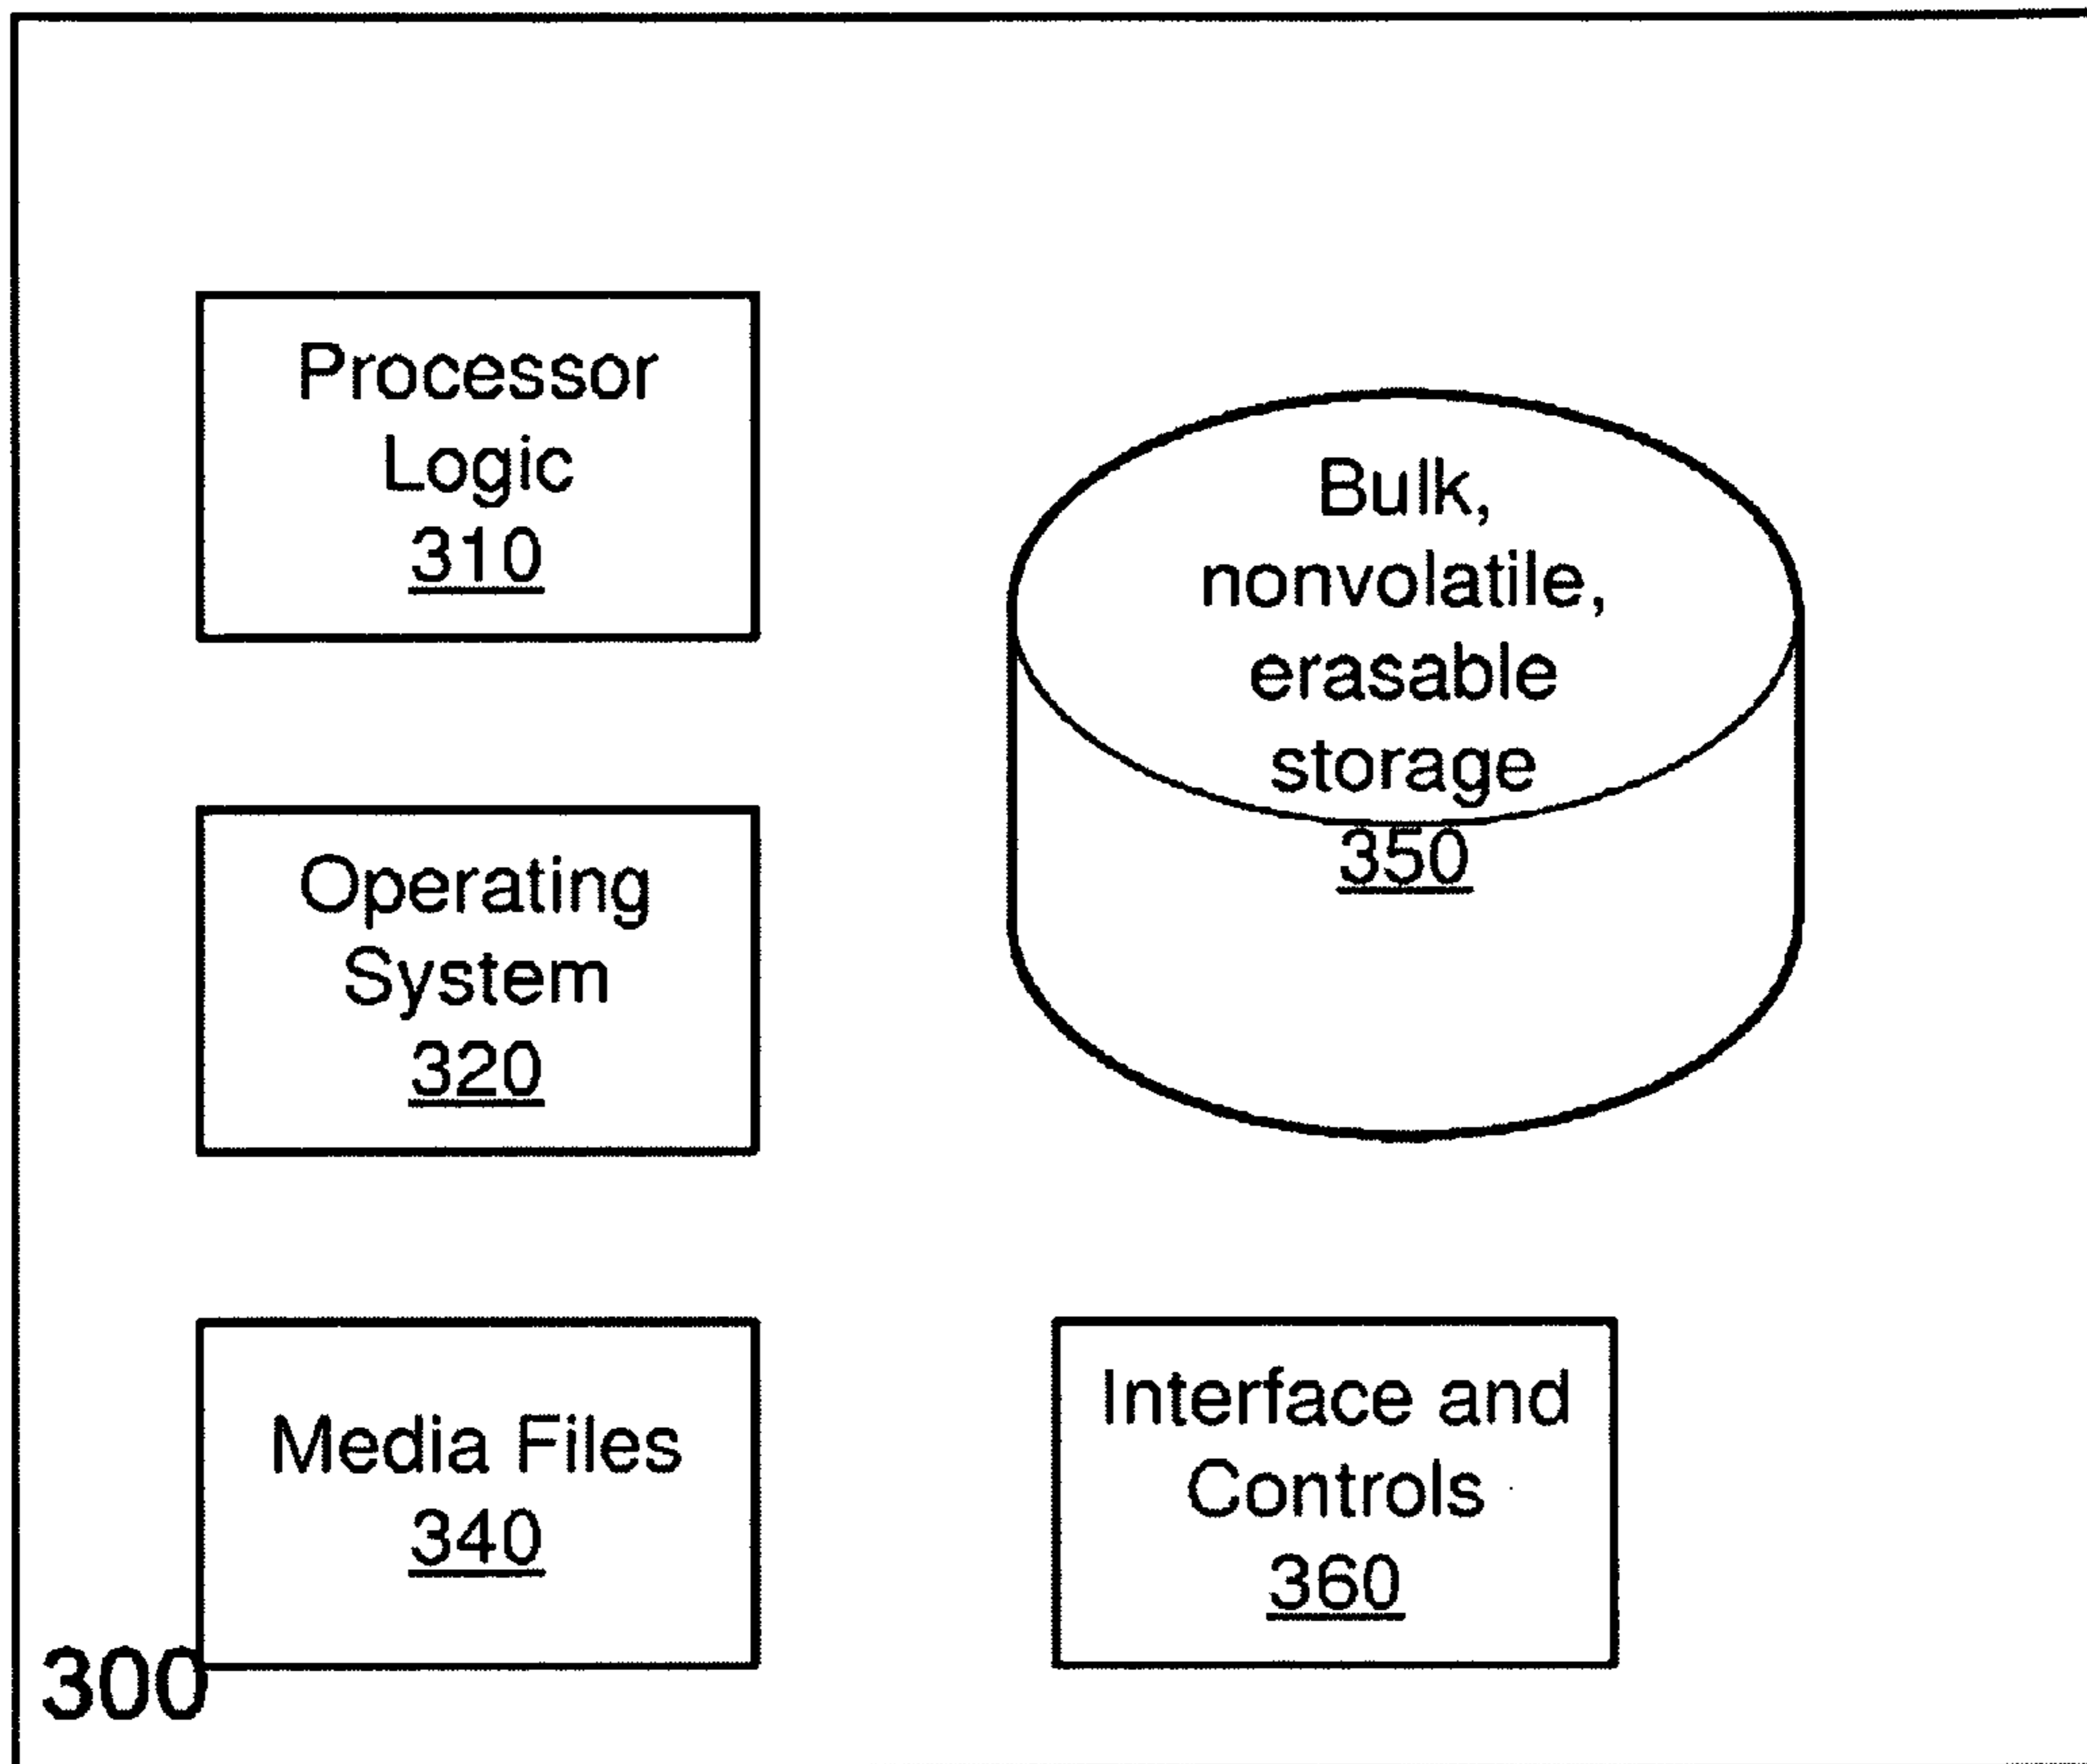 Processor
Logic
310
Bulk,
nonvolatile,
erasable
storage
350
Operating
System
320
Media Files
340
Interface and
Controls
360
300